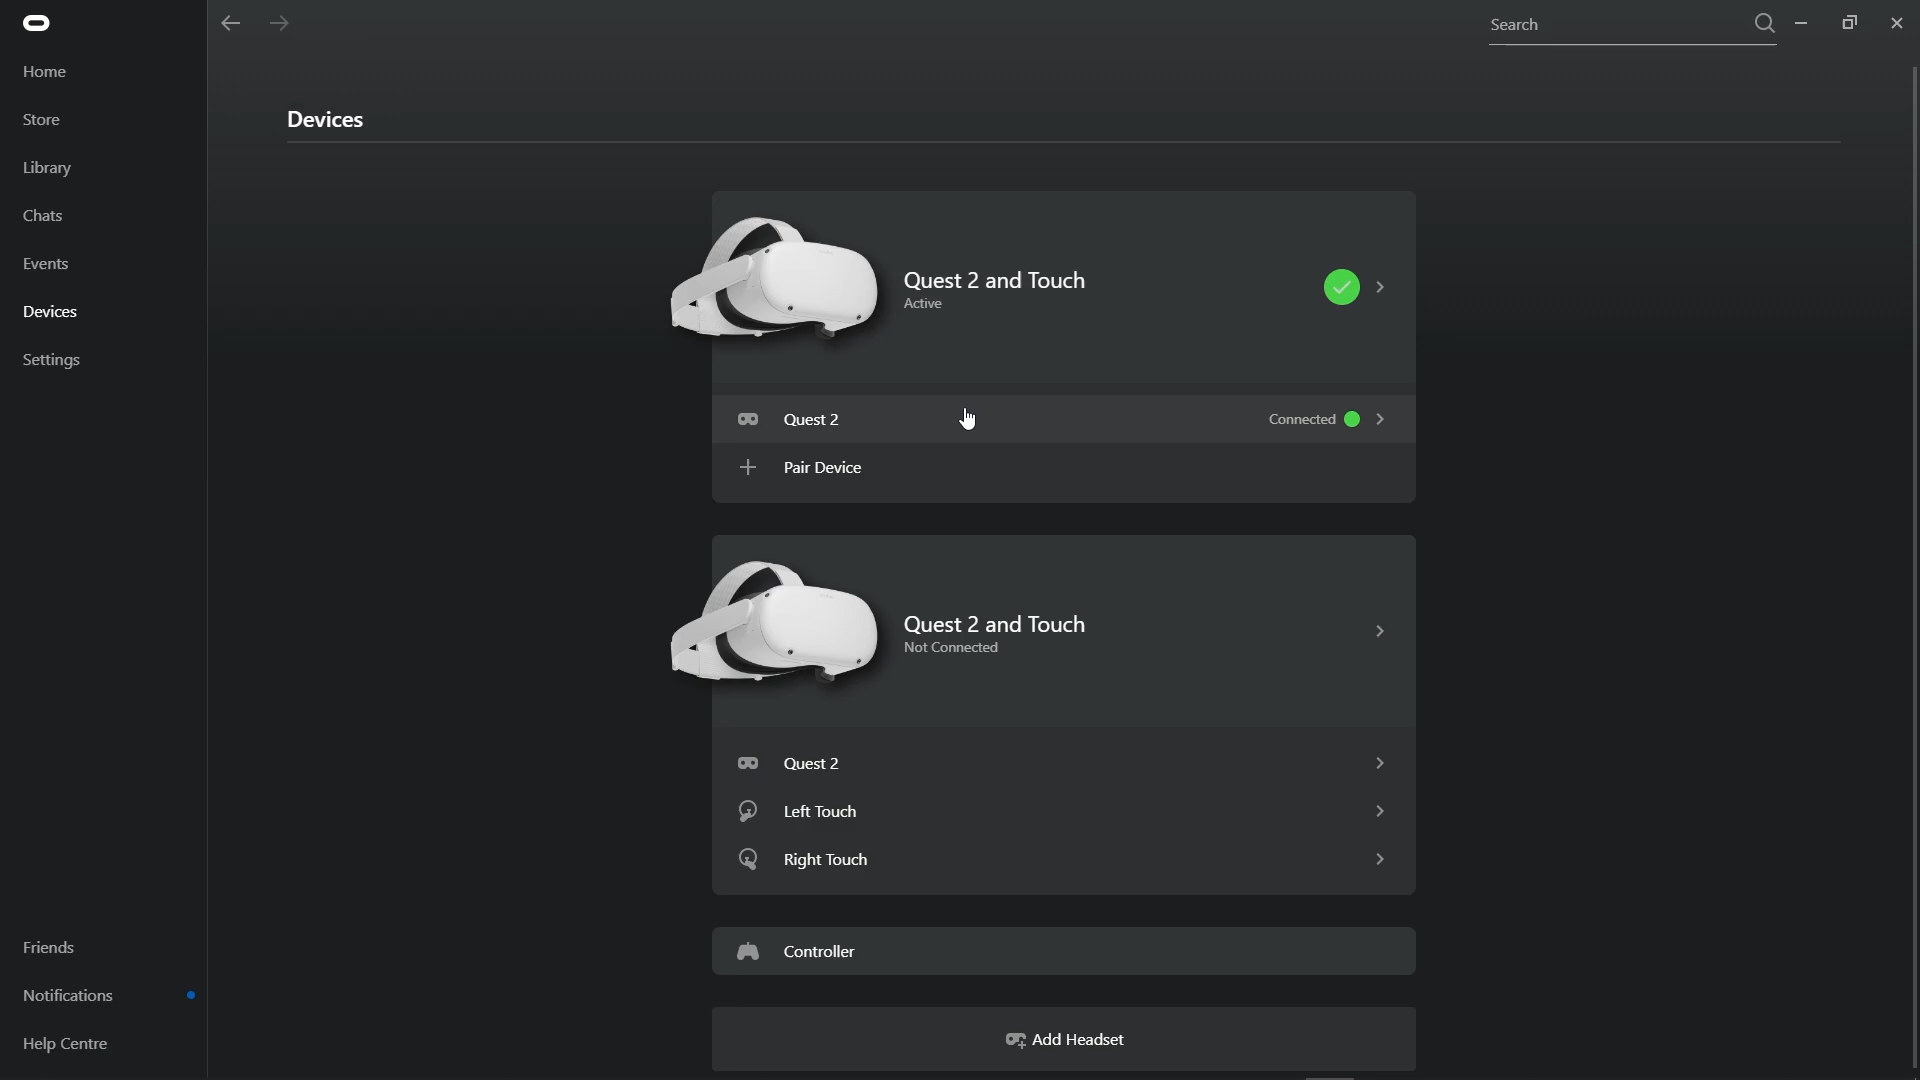 Search
Home
Store
Library
Chats
Events
Devices
Settings
Friends
Notifications
Help Centre
Devices
Quest 2 and Touch
Active
Quest 2
Connected
Pair Device
Quest 2 and Touch
Not Connected
Quest 2
Left Touch
Right Touch
Controller
Add Headset